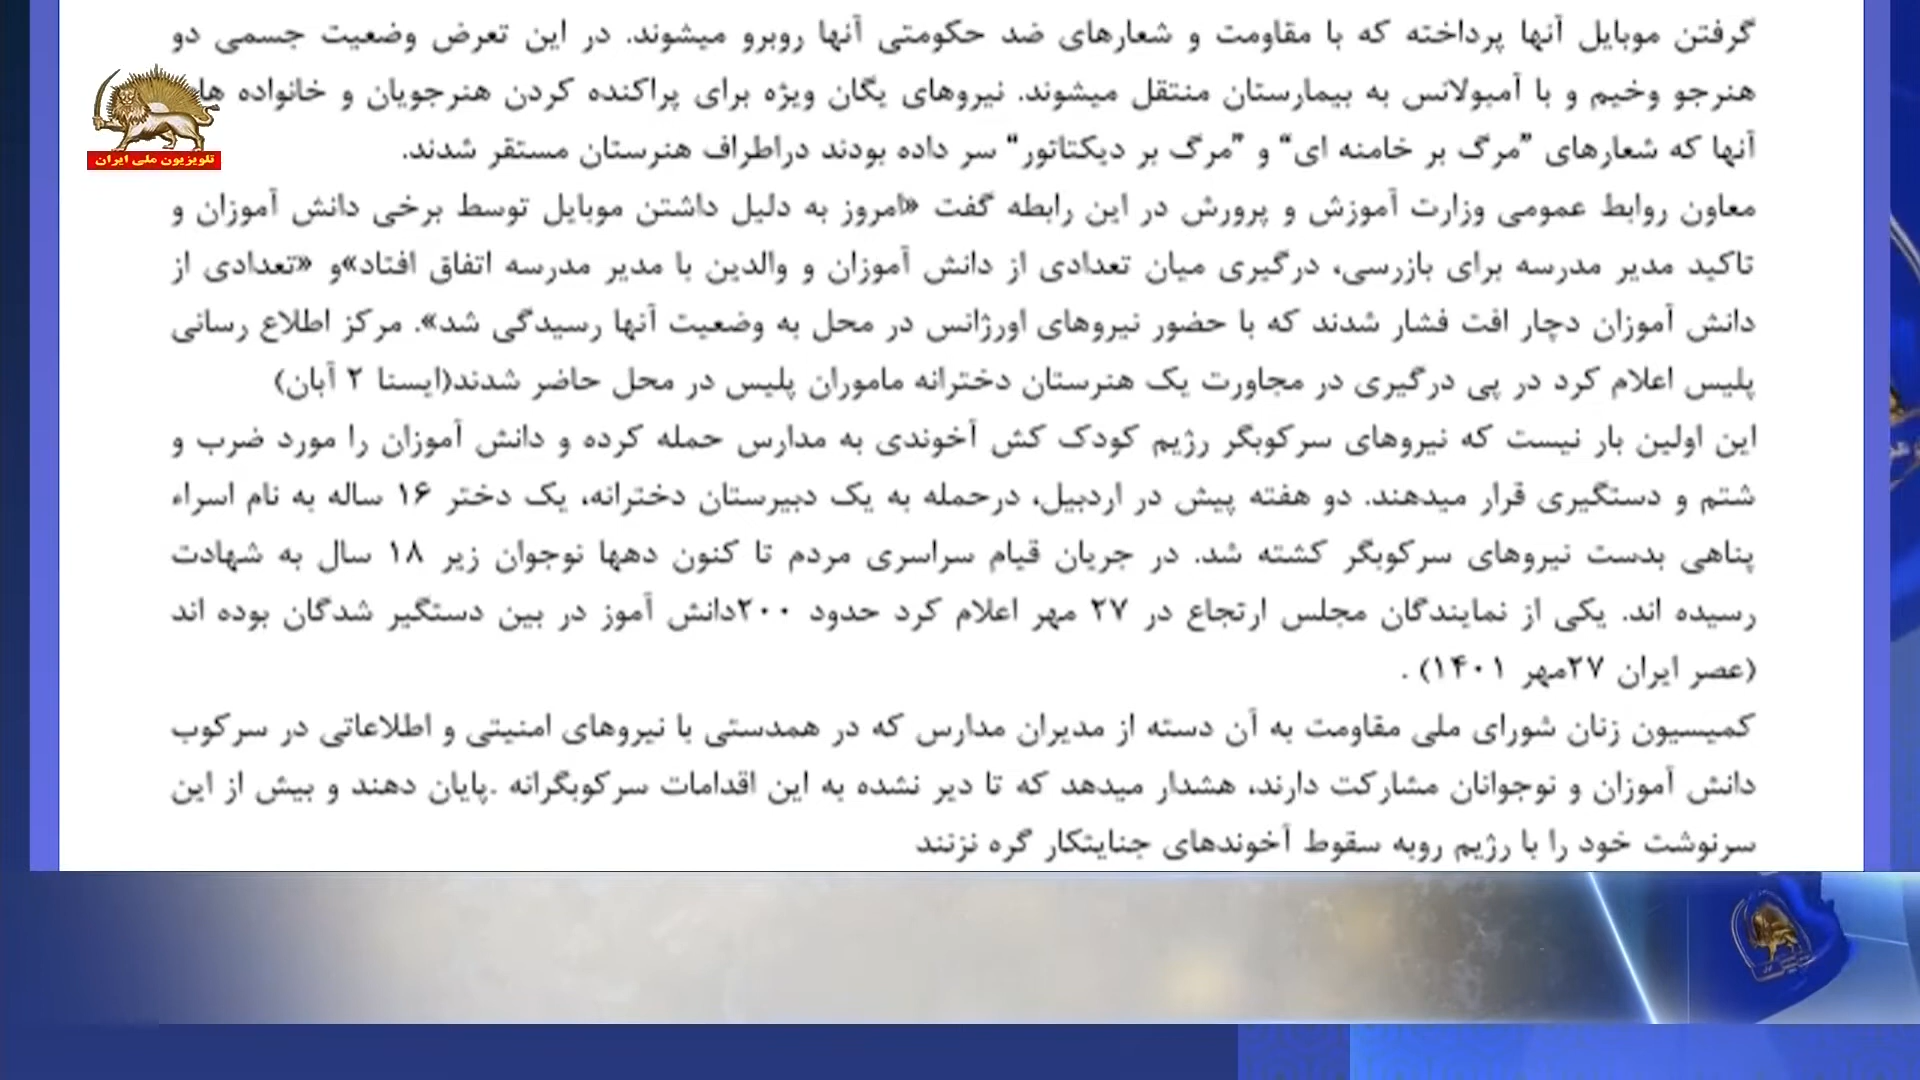 گرفتن موبایل آنها پرداخته که با مقاومت و شعارهای ضد حکومتی آنها روبرو میشوند. در این تعرض وضعیت جسمی دو
هنرجو وخیم و با آمبولانس به بیمارستان منتقل میشوند. نیروهای یگان ویژه برای پراکنده کردن هنرجویان و خانواده های
آنها که شعارهای ”مرگ بر خامنه ای“ و ”مرگ بر دیکتاتور“ سر داده بودند دراطراف هنرستان مستقر شدند.
معاون روابط عمومی وزارت آموزش و پرورش در این رابطه گفت «امروز به دلیل داشتن موبایل توسط برخی دانش آموزان و
تاکید مدیر مدرسه برای بازرسی، درگیری میان تعدادی از دانش آموزان و والدین با مدیر مدرسه اتفاق افتاد»و «تعدادی از
دانش آموزان دچار افت فشار شدند که با حضور نیروهای اورژانس در محل به وضعیت آنها رسیدگی شد». مرکز اطلاع رسانی
پلیس اعلام کرد در پی درگیری در مجاورت یک هنرستان دخترانه ماموران پلیس در محل حاضر شدند(ایسنا ۲ آبان)
این اولین بار نیست که نیروهای سرکوبگر رژیم کودک کش آخوندی به مدارس حمله کرده و دانش آموزان را مورد ضرب و
شتم و دستگیری قرار میدهند. دو هفته پیش در اردبیل، درحمله به یک دبیرستان دخترانه، یک دختر ۱۶ ساله به نام اسراء
پناهی بدست نیروهای سرکوبگر کشته شد. در جریان قیام سراسری مردم تا کنون دهها نوجوان زیر ۱۸ سال به شهادت
رسیده اند. یکی از نمایندگان مجلس ارتجاع در ۲۷ مهر اعلام کرد حدود ۲۰۰دانش آموز در بین دستگیر شدگان بوده اند
(عصر ایران ۲۷مهر ۱۴۰۱) .
کمیسیون زنان شورای ملی مقاومت به آن دسته از مدیران مدارس که در همدستی با نیروهای امنیتی و اطلاعاتی در سرکوب
دانش آموزان و نوجوانان مشارکت دارند، هشدار میدهد که تا دیر نشده به این اقدامات سرکوبگرانه .پایان دهند و بیش از این
سرنوشت خود را با رژیم روبه سقوط آخوندهای جنایتکار گره نزنند
تلویزیون ملی ایران